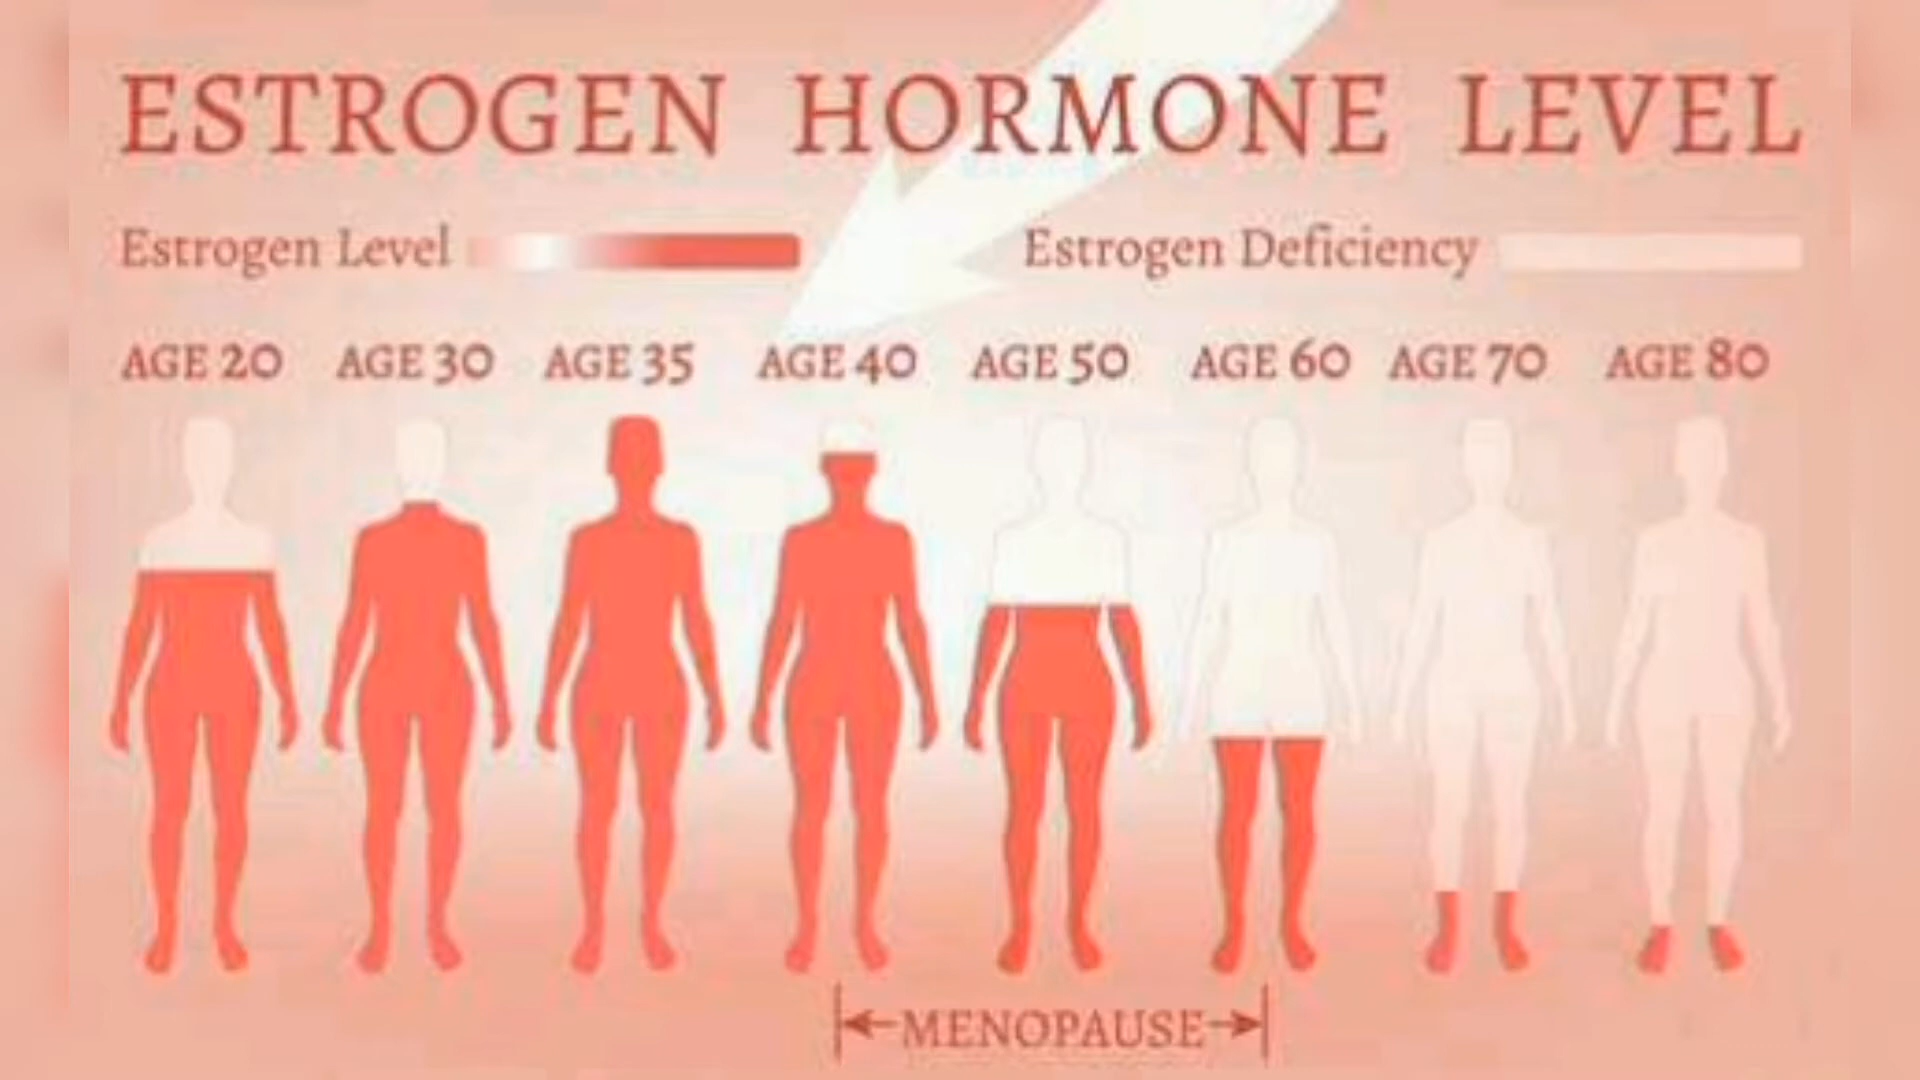 ESTROGEN HORMONE LEVEL
Estrogen Level
Estrogen Deficiency
AGE 20 AGE 30 AGE 35 AGE 40 AGE 50 AGE 60 AGE 70 AGE 80
MENOPAUSE